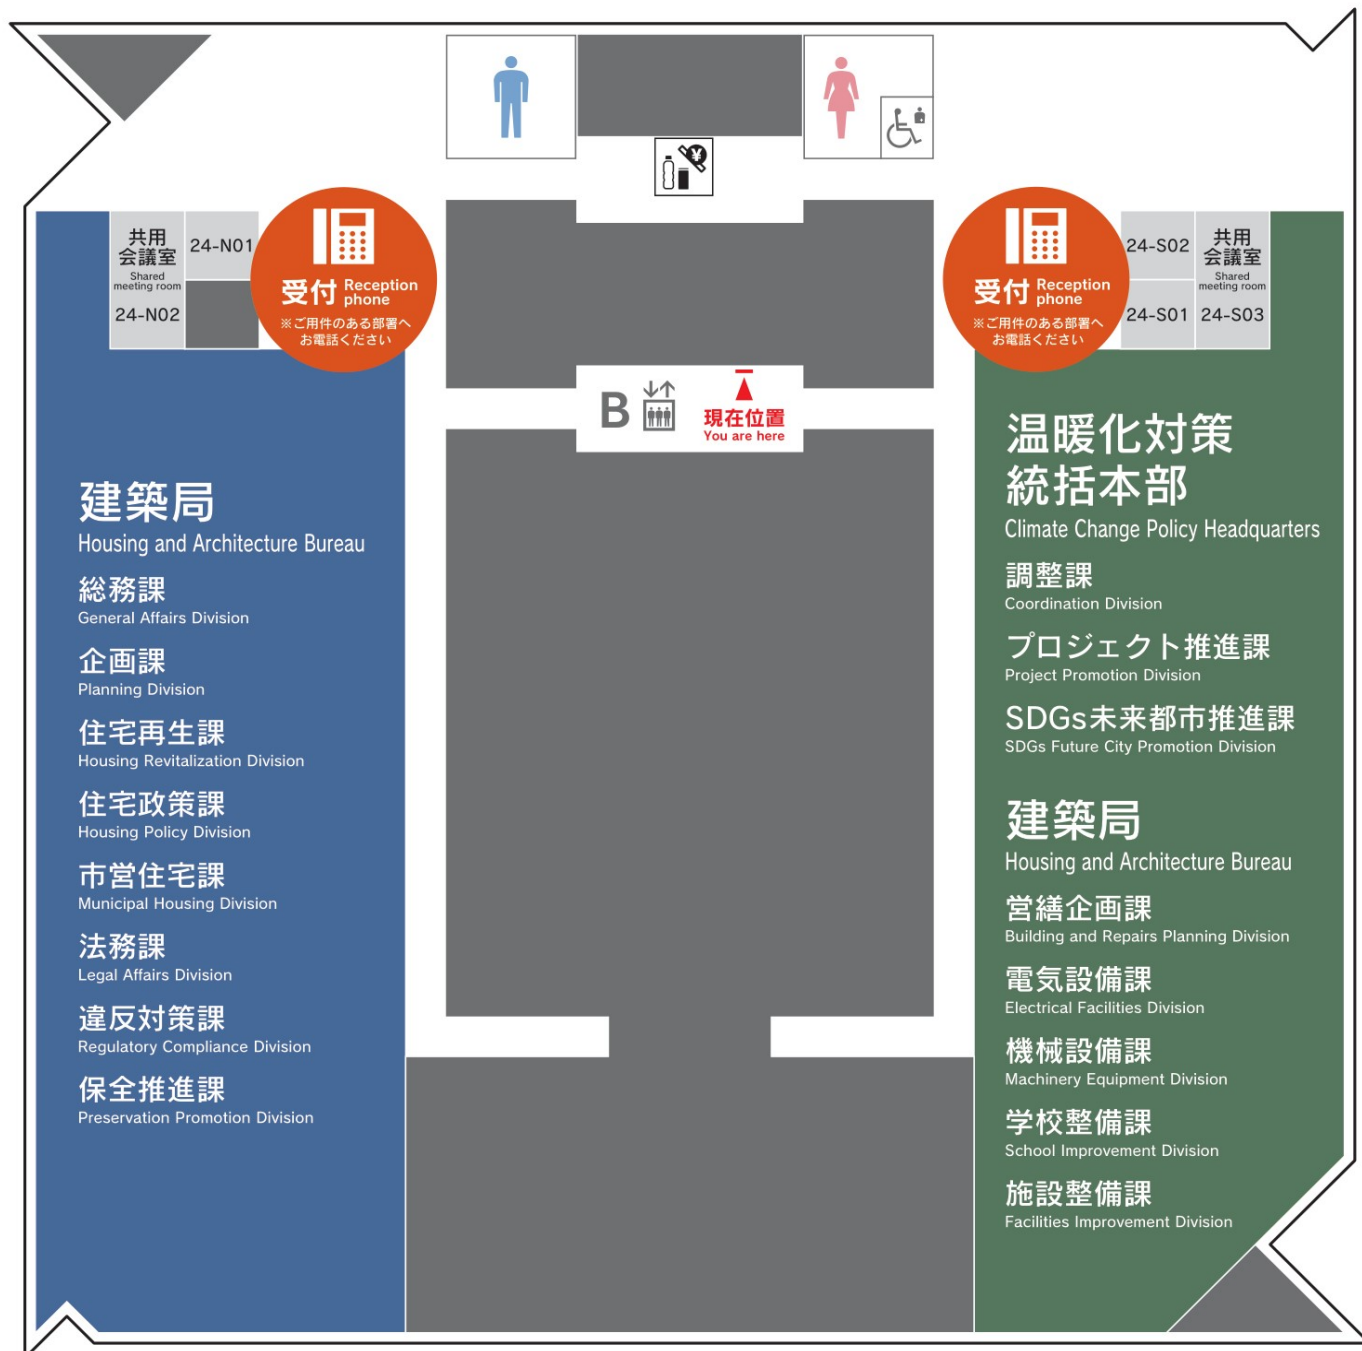 共用
会議室
Shared
meeting room
24-N02
24-N01
受付 Reception phone
※ご用件のある部署へ
お電話ください
受付 Reception phone
※ご用件のある部署へ
お電話ください
24-S02
24-S01
共用
会議室
Shared
meeting room
24-S03
¥
B
現在位置
You are here
建築局
Housing and Architecture Bureau
総務課
General Affairs Division
企画課
Planning Division
住宅再生課
Housing Revitalization Division
住宅政策課
Housing Policy Division
市営住宅課
Municipal Housing Division
法務課
Legal Affairs Division
違反対策課
Regulatory Compliance Division
保全推進課
Preservation Promotion Division
温暖化対策
統括本部
Climate Change Policy Headquarters
調整課
Coordination Division
プロジェクト推進課
Project Promotion Division
SDGs未来都市推進課
SDGs Future City Promotion Division
建築局
Housing and Architecture Bureau
営繕企画課
Building and Repairs Planning Division
電気設備課
Electrical Facilities Division
機械設備課
Machinery Equipment Division
学校整備課
School Improvement Division
施設整備課
Facilities Improvement Division